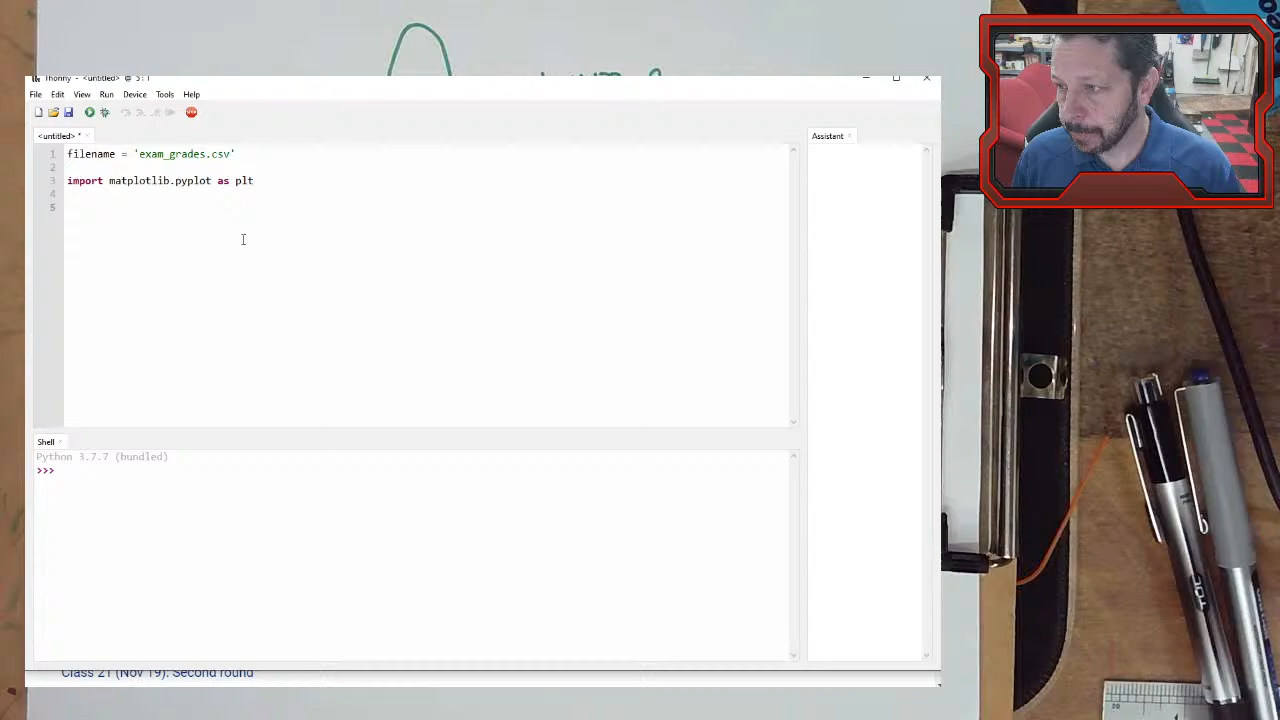 Thonny - <untitled> @ 5:1
File Edit View Run Device Tools Help
<untitled> *
Assistant
1 filename = 'exam_grades.csv'
2
3 import matplotlib.pyplot as plt
4
5
Shell
Python 3.7.7 (bundled)
>>>
Class 21 (Nov 19): Second round